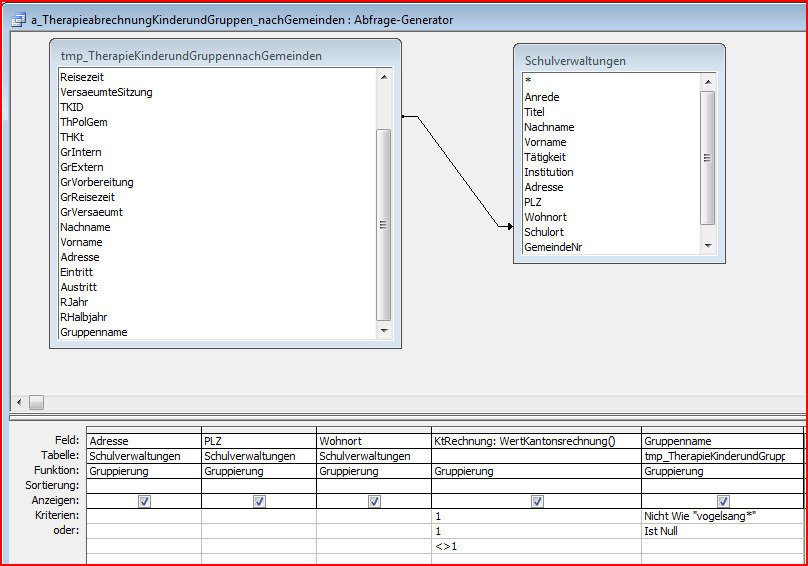 a_TherapieabrechnungKinderundGruppen_nachGemeinden : Abfrage-Generator
tmp_TherapieKinderundGruppennachGemeinden
Reisezeit
VersaeumteSitzung
TKID
ThPolGem
THKt
GrIntern
GrExtern
GrVorbereitung
GrReisezeit
GrVersaeumt
Nachname
Vorname
Adresse
Eintritt
Austritt
RJahr
RHalbjahr
Gruppenname
Schulverwaltungen
*
Anrede
Titel
Nachname
Vorname
Tätigkeit
Institution
Adresse
PLZ
Wohnort
Schulort
GemeindeNr
Feld: Adresse PLZ Wohnort KtRechnung: WertKantonsrechnung() Gruppenname
Tabelle: Schulverwaltungen Schulverwaltungen Schulverwaltungen tmp_TherapieKinderundGrupp
Funktion: Gruppierung Gruppierung Gruppierung Gruppierung Gruppierung
Sortierung:
Anzeigen:
Kriterien: 1 Nicht Wie "vogelsang*"
oder: 1 Ist Null
<>1